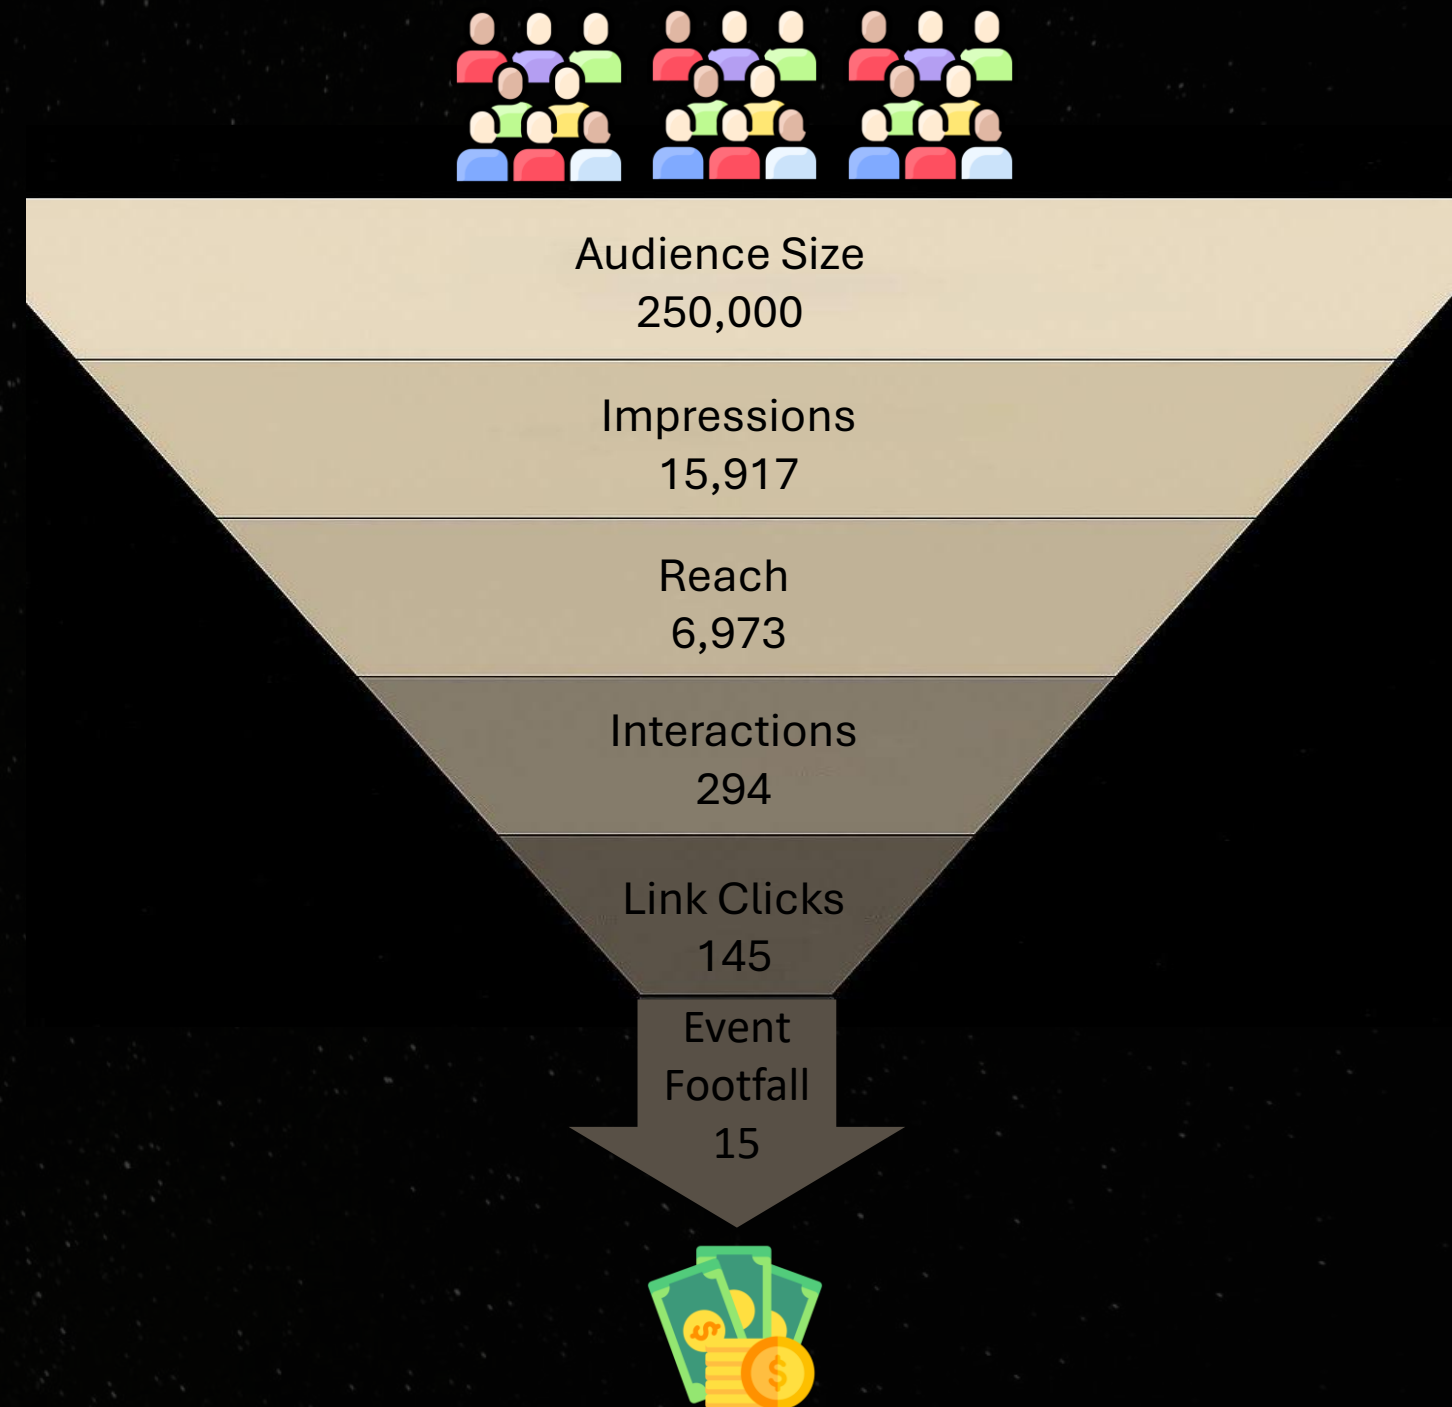 Audience Size
250,000
Impressions
15,917
Reach
6,973
Interactions
294
Link Clicks
145
Event
Footfall
15
$
$